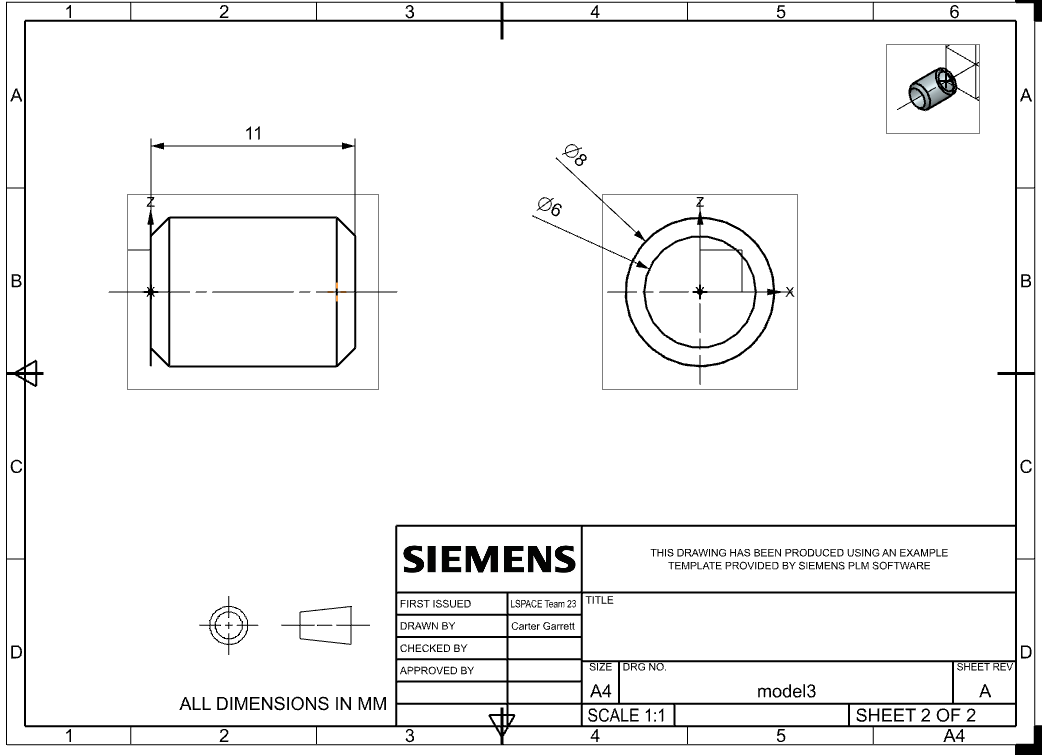 1 2 3 4 5 6
A A
11
Ø8
Z Z
Ø6
B B
X
C C
SIEMENS
THIS DRAWING HAS BEEN PRODUCED USING AN EXAMPLE
TEMPLATE PROVIDED BY SIEMENS PLM SOFTWARE
FIRST ISSUED LSPACE Team 23
TITLE
DRAWN BY Carter Garrett
CHECKED BY
D D
APPROVED BY
SIZE DRG NO. SHEET REV
A4 model3 A
ALL DIMENSIONS IN MM
SCALE 1:1 SHEET 2 OF 2
1 2 3 4 5 A4